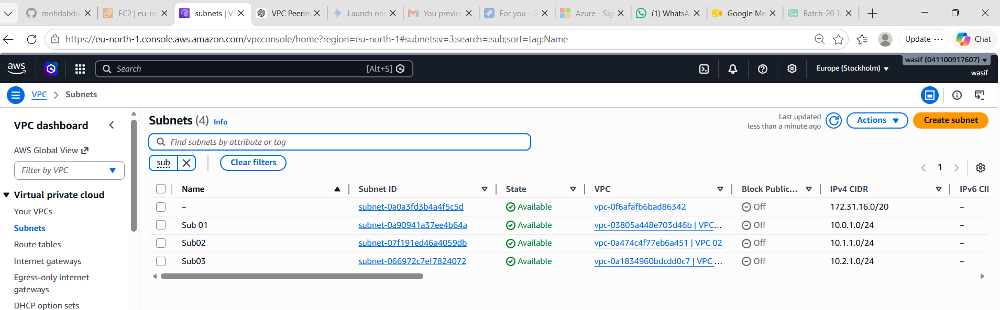 mohdabdul
EC2 | eu-no
subnets | V
VPC Peering
Launch one
You previou
For you - Ji
Azure - Sig
(1) WhatsA
Google Me
Batch-20 Ta
https://eu-north-1.console.aws.amazon.com/vpcconsole/home?region=eu-north-1#subnets:v=3;search=:sub;sort=tag:Name
Update
Chat
aws
Search
[Alt+S]
Europe (Stockholm)
wasif (041100917607)
wasif
VPC
Subnets
VPC dashboard
AWS Global View
Filter by VPC
Virtual private cloud
Your VPCs
Subnets
Route tables
Internet gateways
Egress-only internet
gateways
DHCP option sets
Subnets (4) Info
Last updated
less than a minute ago
Actions
Create subnet
Find subnets by attribute or tag
sub
Clear filters
1
Name Subnet ID State VPC Block Public... IPv4 CIDR IPv6 CI
– subnet-0a0a3fd3b4a4f5c5d Available vpc-0f6afafb6bad86342 Off 172.31.16.0/20 –
Sub 01 subnet-0a90941a37ee4b64a Available vpc-03805a448e703d46b | VPC... Off 10.0.1.0/24 –
Sub02 subnet-07f191ed46a4059db Available vpc-0a474c4f77eb6a451 | VPC 02 Off 10.1.1.0/24 –
Sub03 subnet-066972c7ef7824072 Available vpc-0a1834960bdcdd0c7 | VPC ... Off 10.2.1.0/24 –